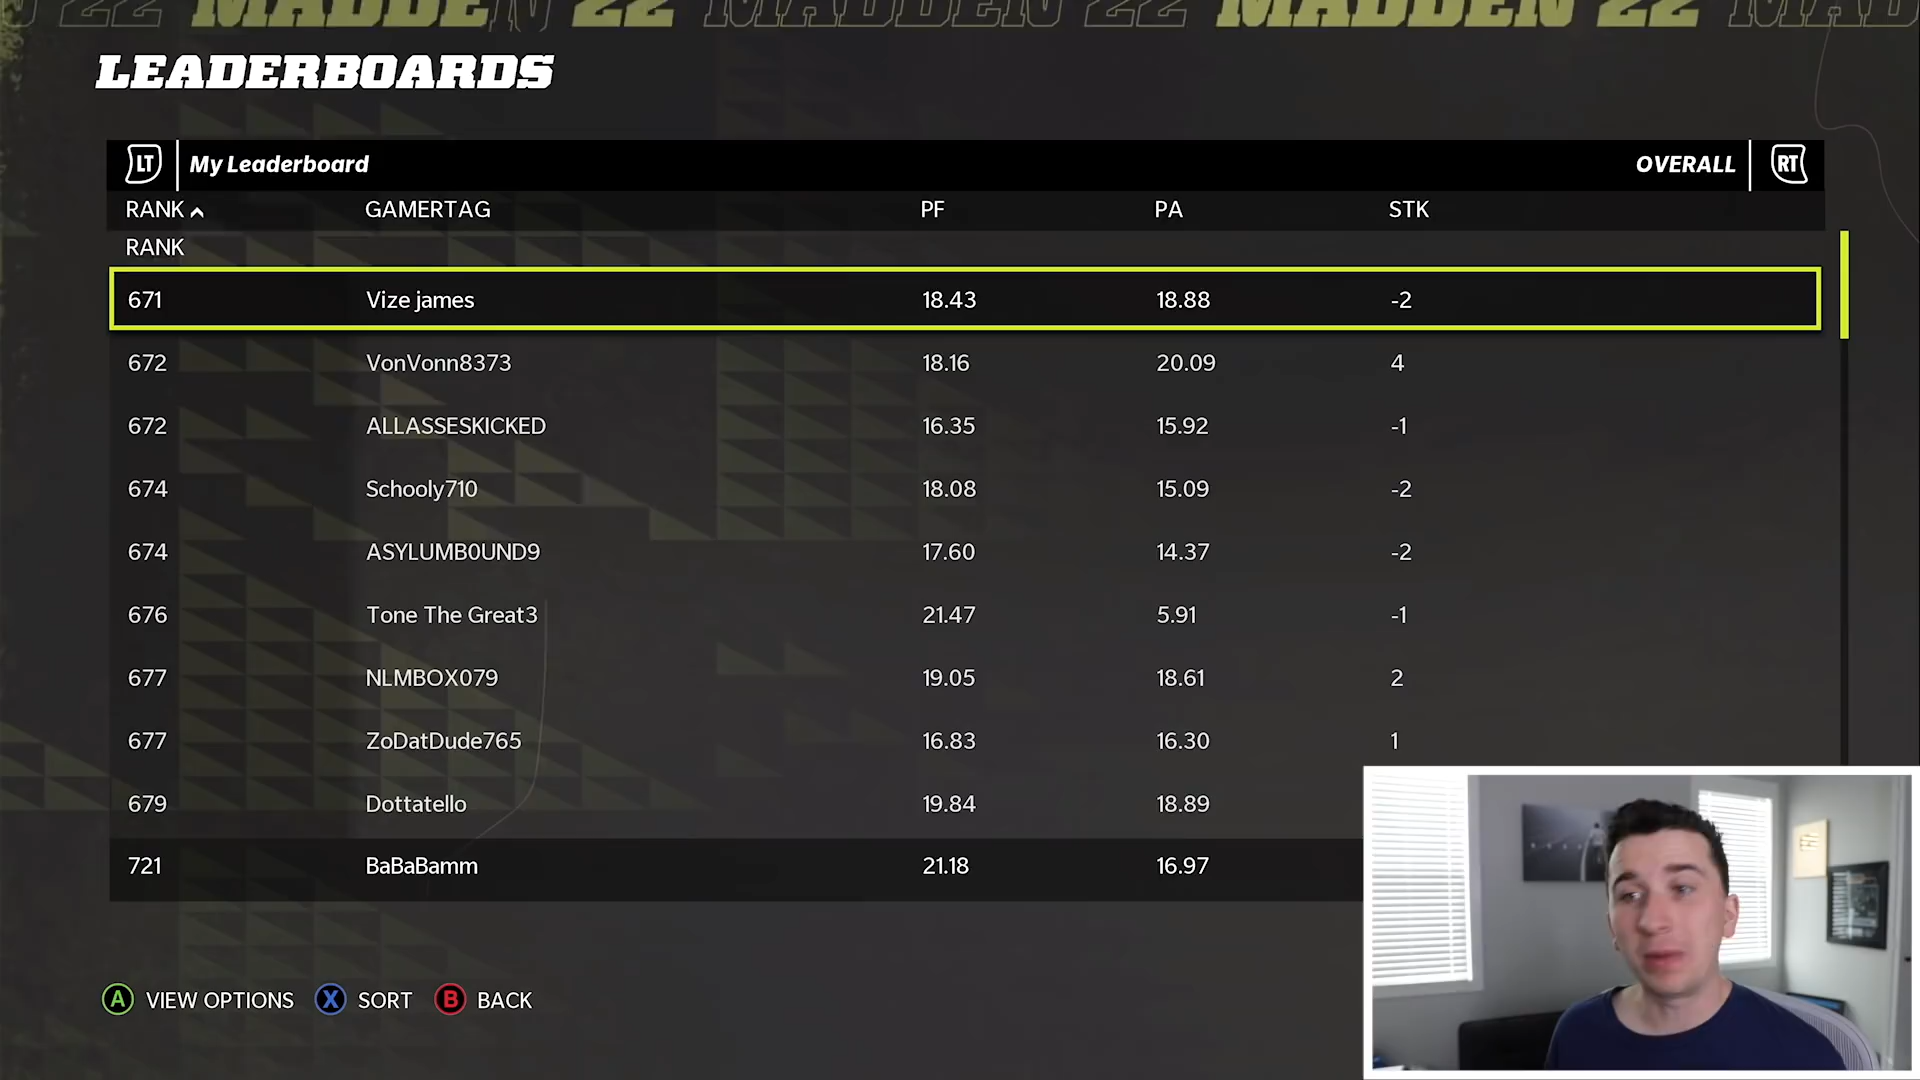 22 MADDEN 22 MADDEN 22 MADDEN 22 MAD
LEADERBOARDS
LT My Leaderboard OVERALL RT
RANK GAMERTAG PF PA STK
RANK
671 Vize james 18.43 18.88 -2
672 VonVonn8373 18.16 20.09 4
672 ALLASSESKICKED 16.35 15.92 -1
674 Schooly710 18.08 15.09 -2
674 ASYLUMB0UND9 17.60 14.37 -2
676 Tone The Great3 21.47 5.91 -1
677 NLMBOX079 19.05 18.61 2
677 ZoDatDude765 16.83 16.30 1
679 Dottatello 19.84 18.89
721 BaBaBamm 21.18 16.97
A VIEW OPTIONS X SORT B BACK